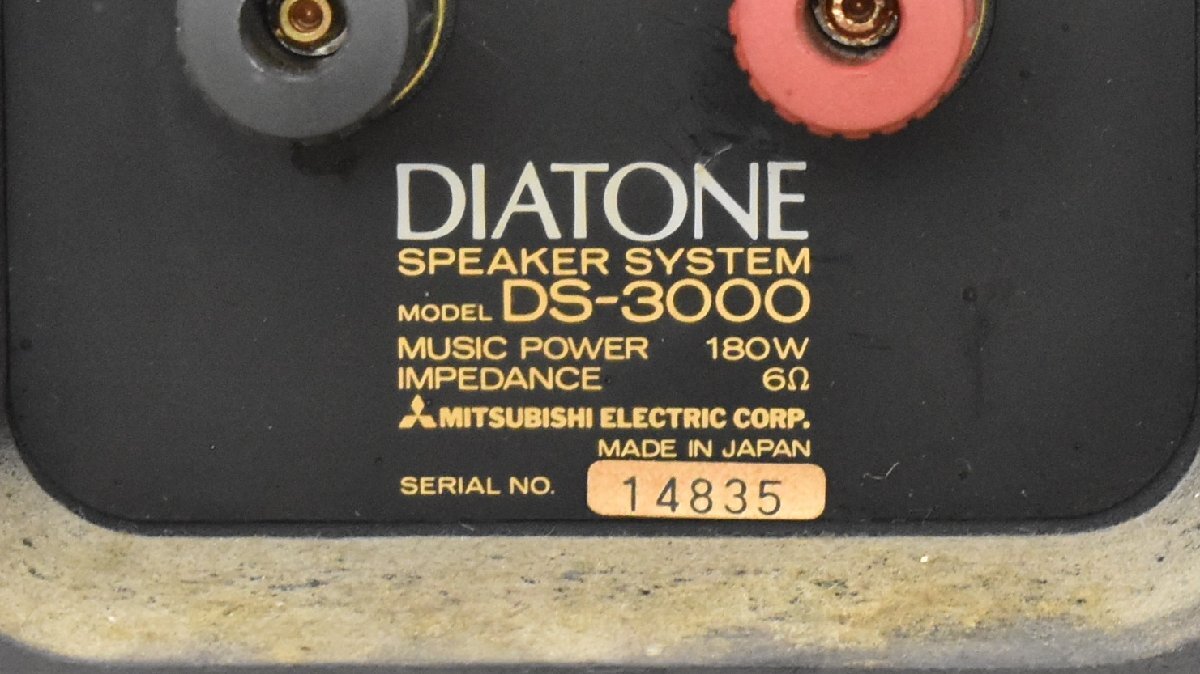 DIATONE
SPEAKER SYSTEM
MODEL DS-3000
MUSIC POWER 180W
IMPEDANCE 6Ω
MITSUBISHI ELECTRIC CORP.
MADE IN JAPAN
SERIAL NO. 14835